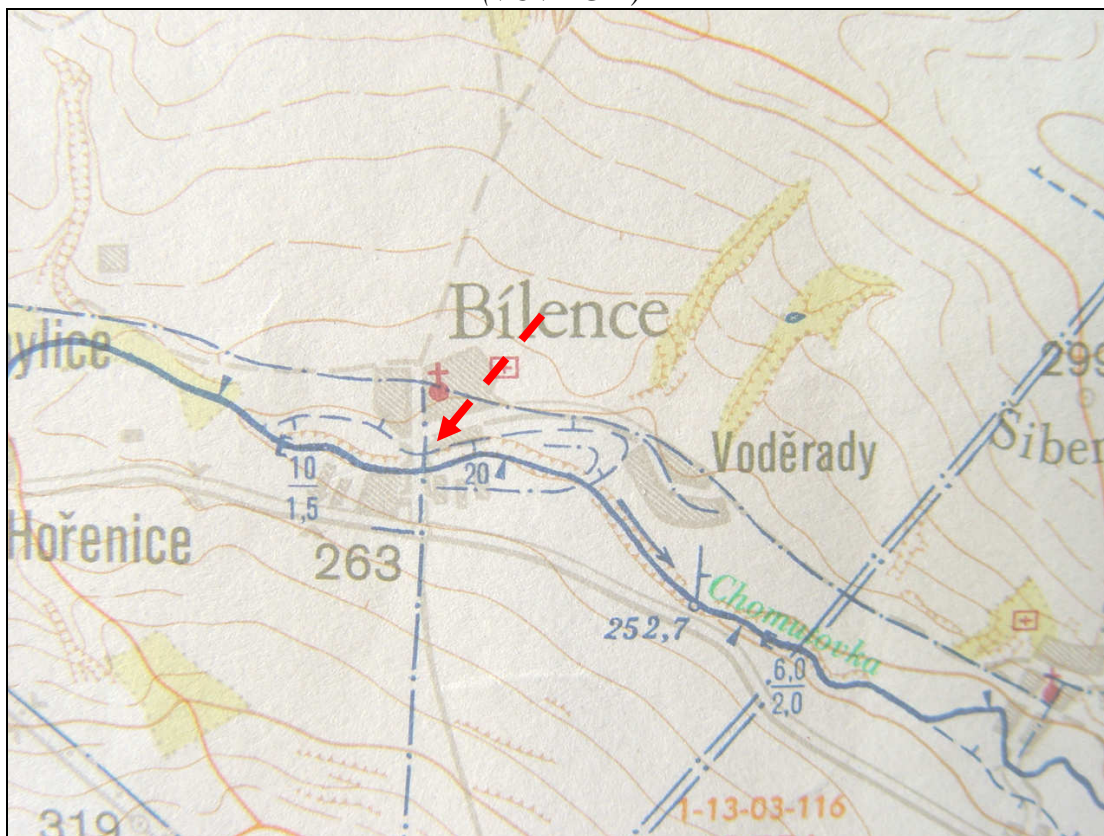 Bílence
ylice
299
Voděrady
Šiber
10
1,5
20
Hořenice
263
Chomutovka
252,7
6,0
2,0
1-13-03-116
319